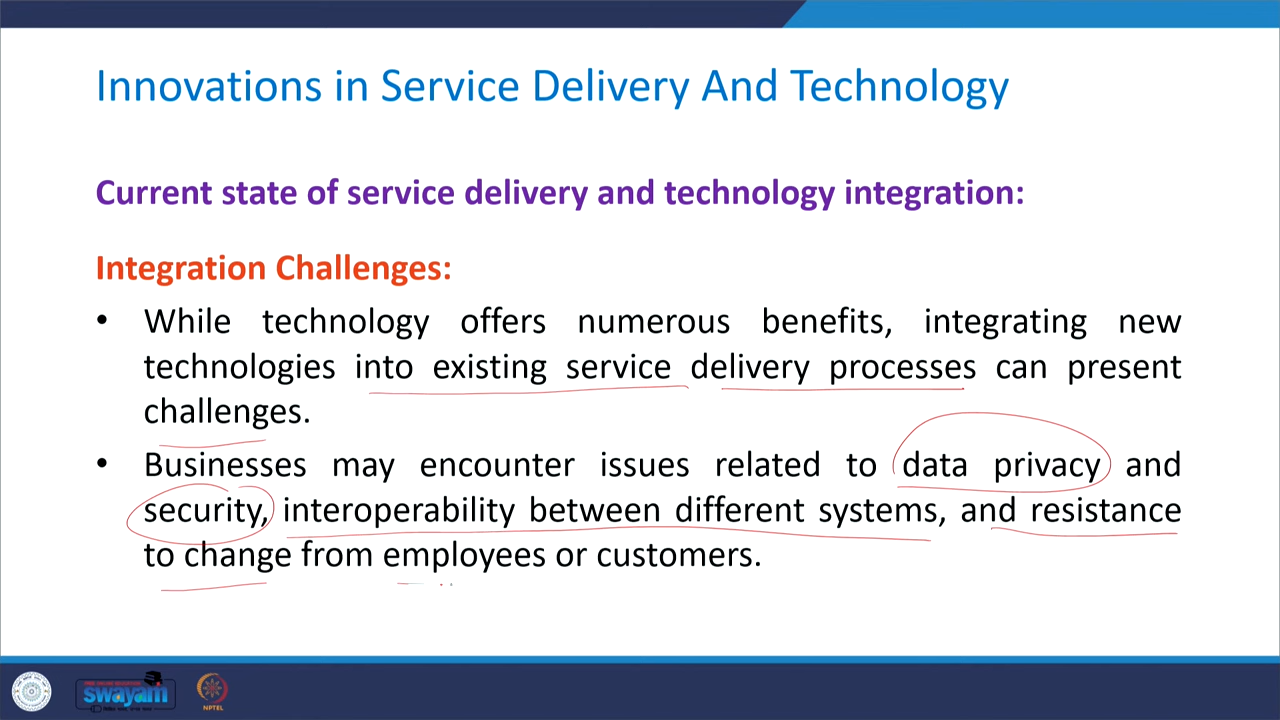 Innovations in Service Delivery And Technology
Current state of service delivery and technology integration:
Integration Challenges:
• While technology offers numerous benefits, integrating new
technologies into existing service delivery processes can present
challenges.
• Businesses may encounter issues related to data privacy and
security, interoperability between different systems, and resistance
to change from employees or customers.
swayam
NPTEL